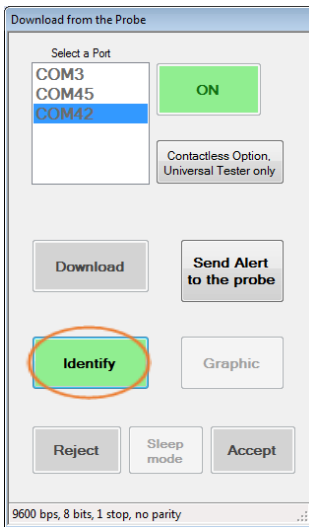 Download from the Probe
Select a Port
COM3
COM45
COM42
ON
Contactless Option,
Universal Tester only
Download
Send Alert
to the probe
Identify
Graphic
Reject
Sleep
mode
Accept
9600 bps, 8 bits, 1 stop, no parity